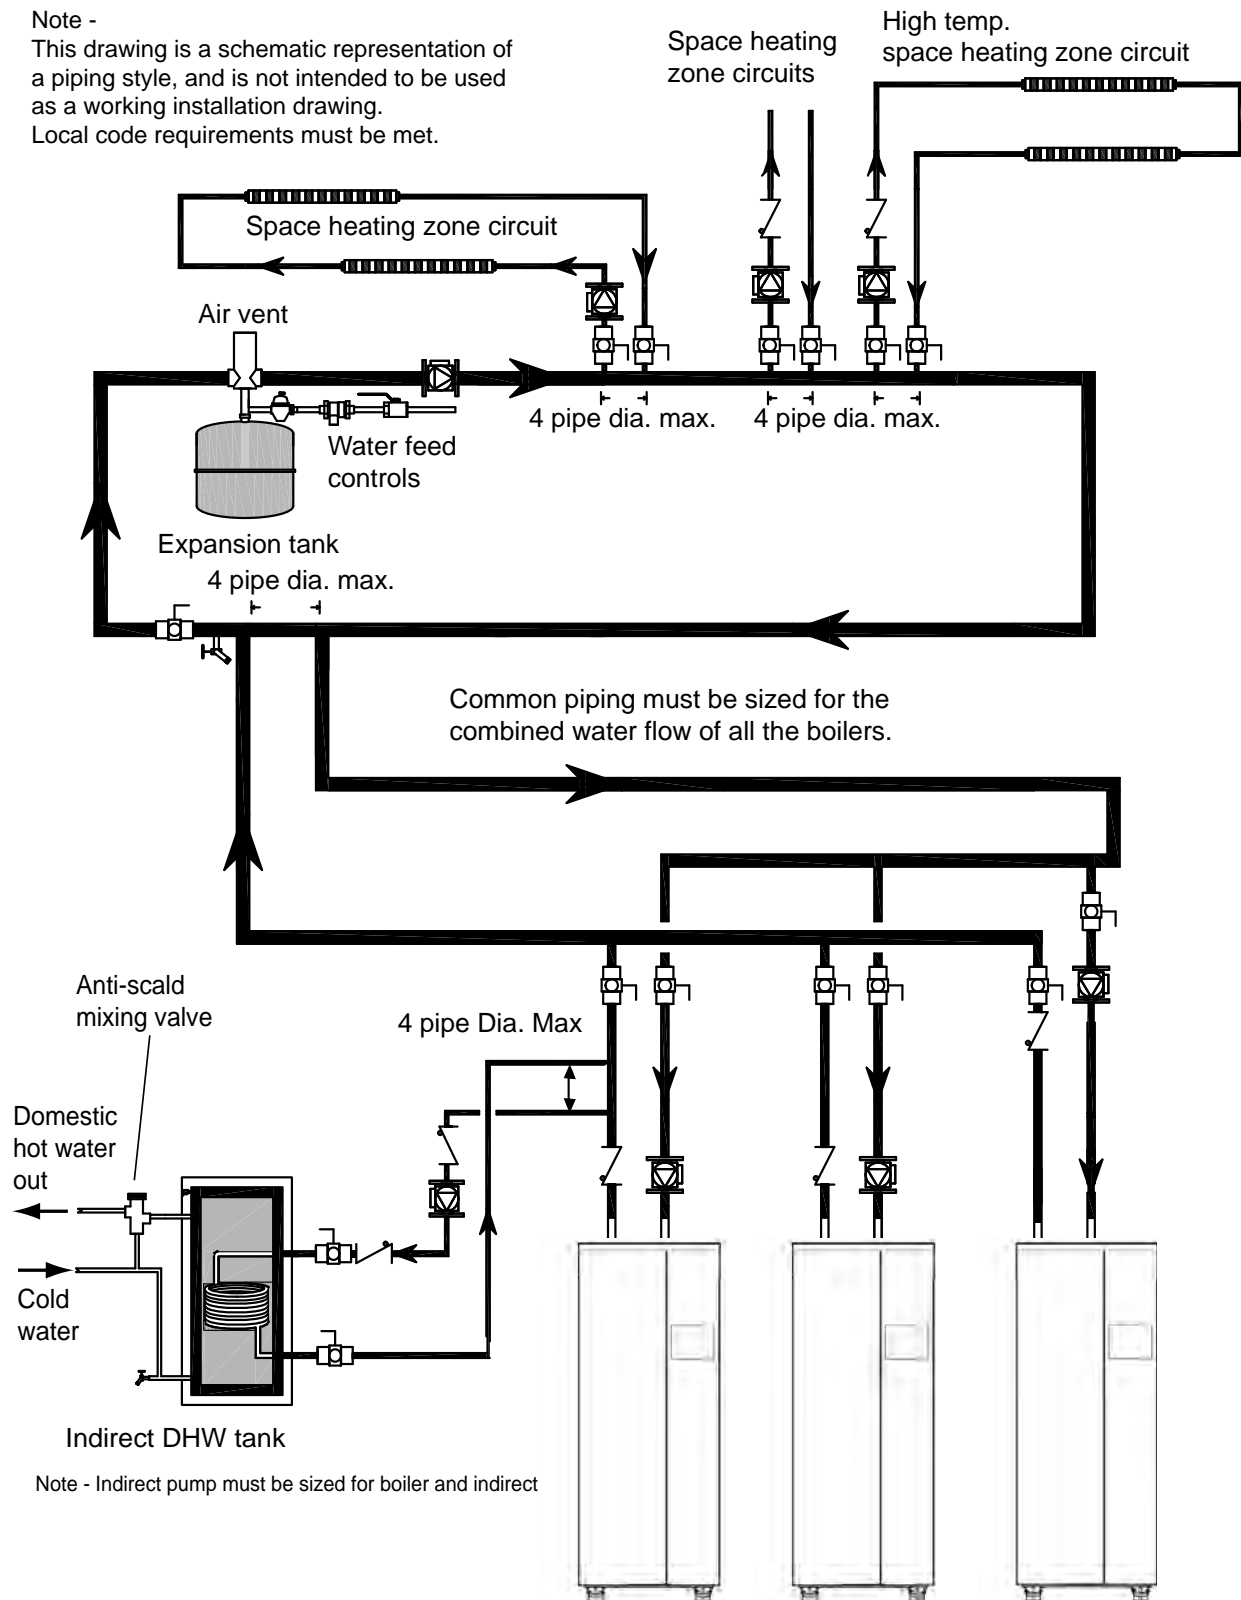 Note -
This drawing is a schematic representation of
a piping style, and is not intended to be used
as a working installation drawing.
Local code requirements must be met.
Space heating
zone circuits
High temp.
space heating zone circuit
Space heating zone circuit
Air vent
4 pipe dia. max.
4 pipe dia. max.
Water feed
controls
Expansion tank
4 pipe dia. max.
Common piping must be sized for the
combined water flow of all the boilers.
Anti-scald
mixing valve
4 pipe Dia. Max
Domestic
hot water
out
Cold
water
Indirect DHW tank
Note - Indirect pump must be sized for boiler and indirect